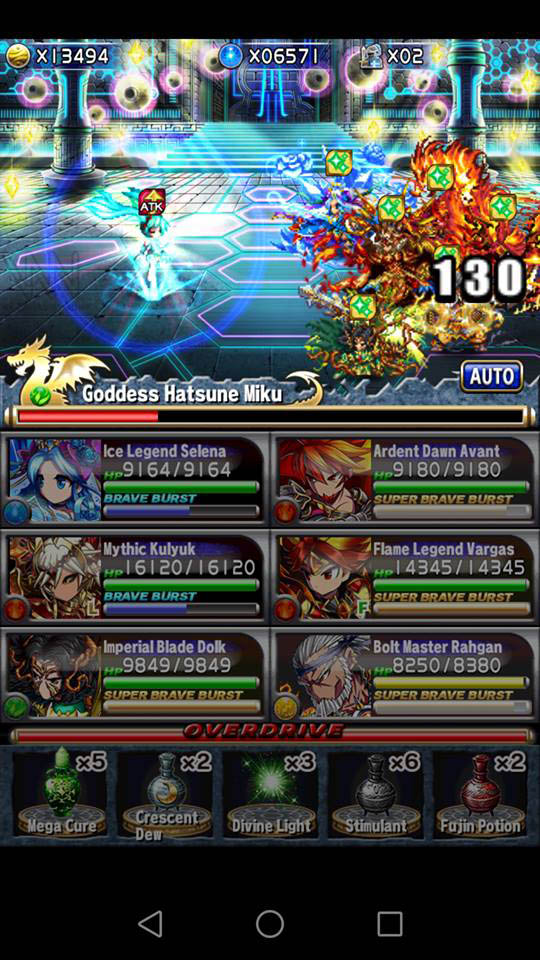 X13494 X06571 X02
ATK
130
AUTO
Goddess Hatsune Miku
Ice Legend Selena
HP 9164/9164
BRAVE BURST
Ardent Dawn Avant
HP 9180/9180
SUPER BRAVE BURST
Mythic Kulyuk
HP 16120/16120
BRAVE BURST
L
Flame Legend Vargas
HP 14345/14345
SUPER BRAVE BURST
F
Imperial Blade Dolk
HP 9849/9849
SUPER BRAVE BURST
Bolt Master Rahgan
HP 8250/8380
SUPER BRAVE BURST
OVERDRIVE
x5 x2 x3 x6 x2
Mega Cure
Crescent
Dew
Divine Light
Stimulant
Fujin Potion